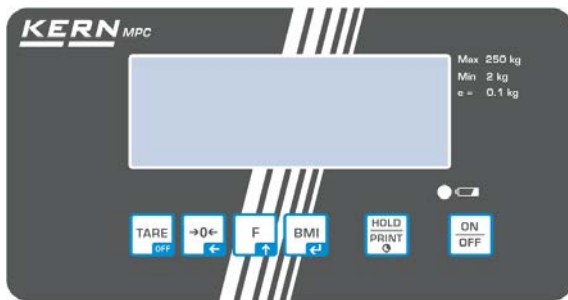 KERN MPC
Max 250 kg
Min 2 kg
e = 0.1 kg
TARE
OFF
→0←
←
F
↑
BMI
↵
HOLD
PRINT
ON
OFF